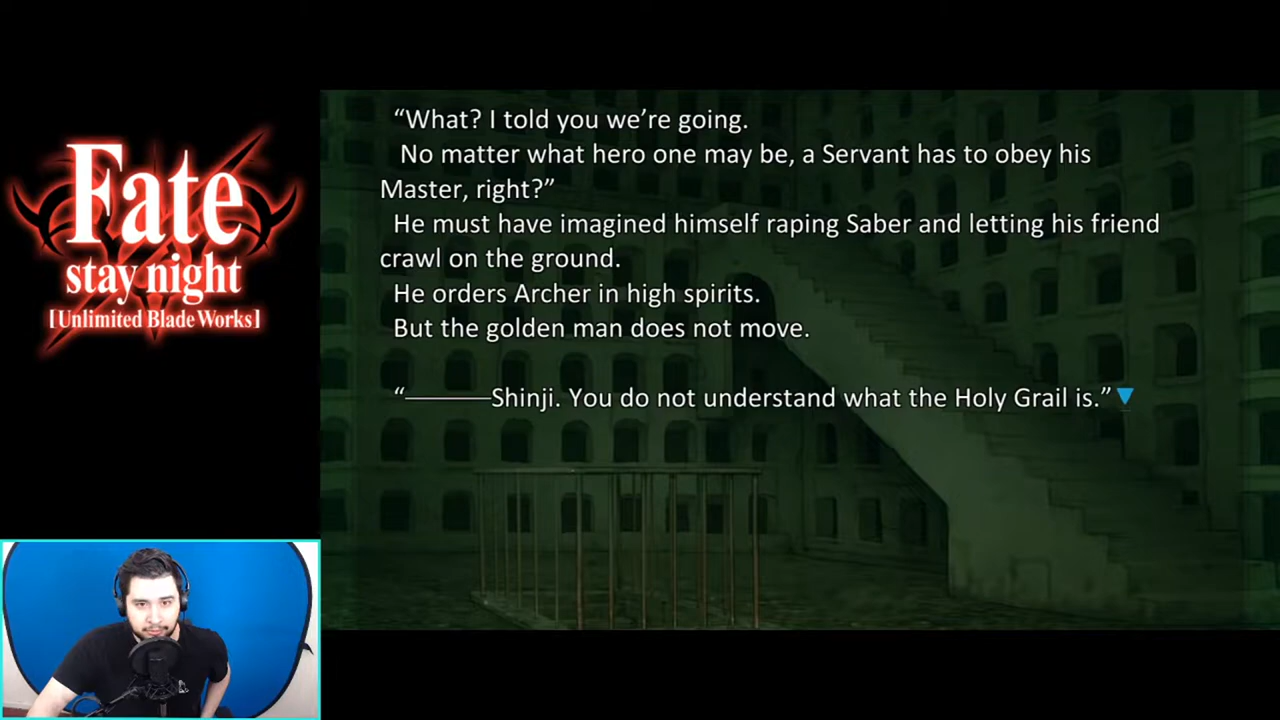 Fate
stay night
[Unlimited Blade Works]
“What? I told you we’re going.
No matter what hero one may be, a Servant has to obey his
Master, right?”
He must have imagined himself raping Saber and letting his friend
crawl on the ground.
He orders Archer in high spirits.
But the golden man does not move.
“———Shinji. You do not understand what the Holy Grail is.”